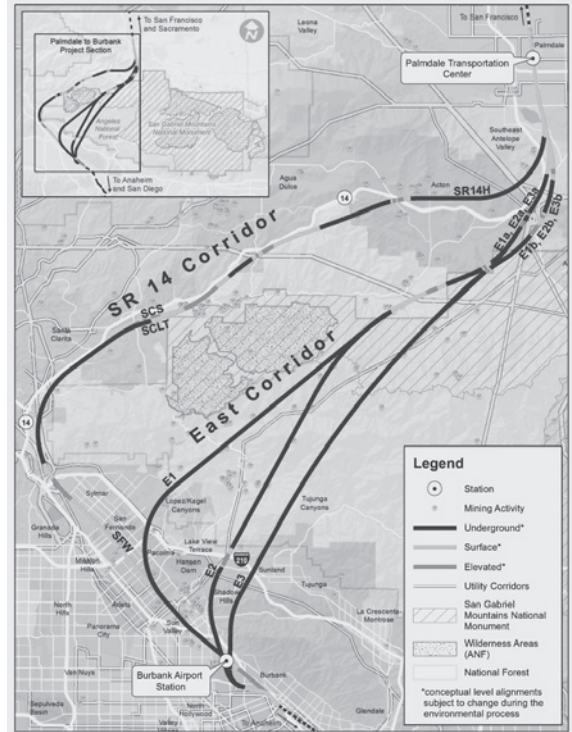 To San Francisco
and Sacramento
Palmdale to Burbank
Project Section
Angeles
National
Forest
San Gabriel Mountains
National Monument
To Anaheim
and San Diego
Leona
Valley
To San Francisco
and Sacramento
Palmdale
Palmdale Transportation
Center
Southeast
Antelope
Valley
Agua
Dulce
14
Acton
SR14H
E1a, E2a, E3a
E1b, E2b, E3b
SR 14 Corridor
SCS
SCLT
Santa
Clarita
East Corridor
14
E1
Sylmar
Lopez/Kagel
Canyons
Tujunga
Canyons
Granada
Hills
San
Fernando
SFW
Pacoima
Lake View
Terrace
Hansen
Dam
210
Mission
Hills
E2
E3
Sunland
Shadow
Hills
Tujunga
North
Hills
Arleta
Panorama
City
Sun
Valley
La Crescenta-
Montrose
Van Nuys
Burbank Airport
Station
Burbank
Sepulveda
Basin
North
Hollywood
Valley
To Anaheim
Glendale
Legend
Station
Mining Activity
Underground*
Surface*
Elevated*
Utility Corridors
San Gabriel
Mountains National
Monument
Wilderness Areas
(ANF)
National Forest
*conceptual level alignments
subject to change during the
environmental process